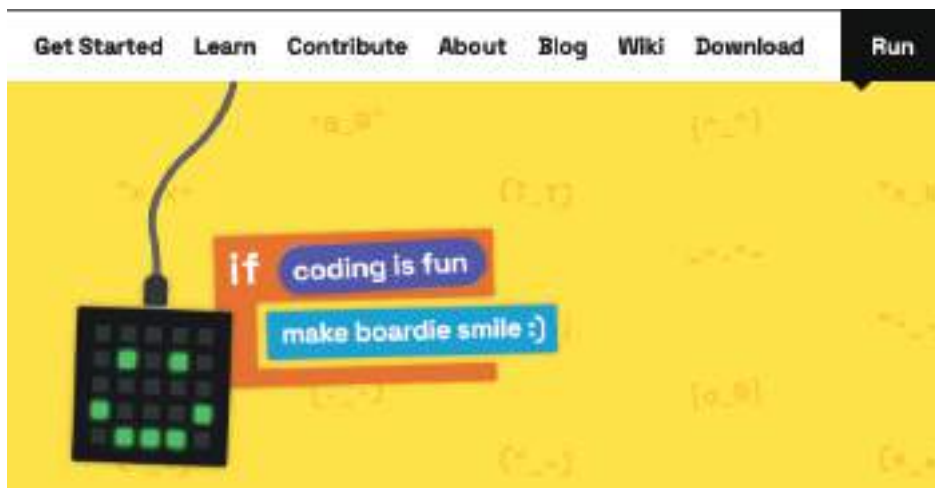 Get Started Learn Contribute About Blog Wiki Download Run
if coding is fun
make boardie smile :)